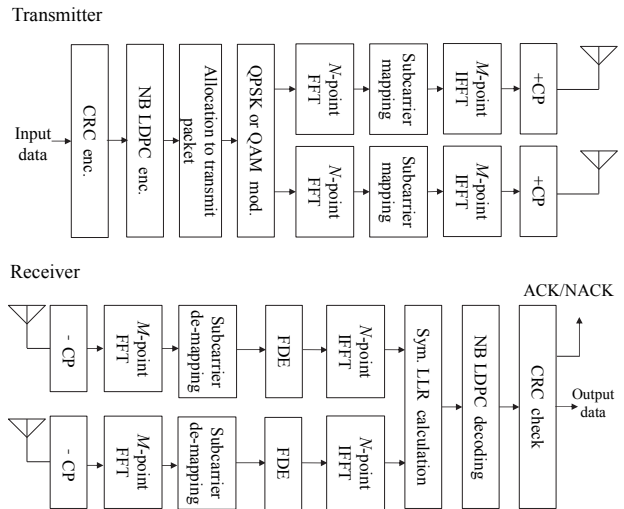 Transmitter
Input
data
CRC enc.
NB LDPC enc.
Allocation to transmit
packet
QPSK or QAM mod.
N-point
FFT
Subcarrier
mapping
M-point
IFFT
+CP
N-point
FFT
Subcarrier
mapping
M-point
IFFT
+CP
Receiver
ACK/NACK
- CP
M-point
FFT
Subcarrier
de-mapping
FDE
N-point
IFFT
- CP
M-point
FFT
Subcarrier
de-mapping
FDE
N-point
IFFT
Sym. LLR calculation
NB LDPC decoding
CRC check
Output
data